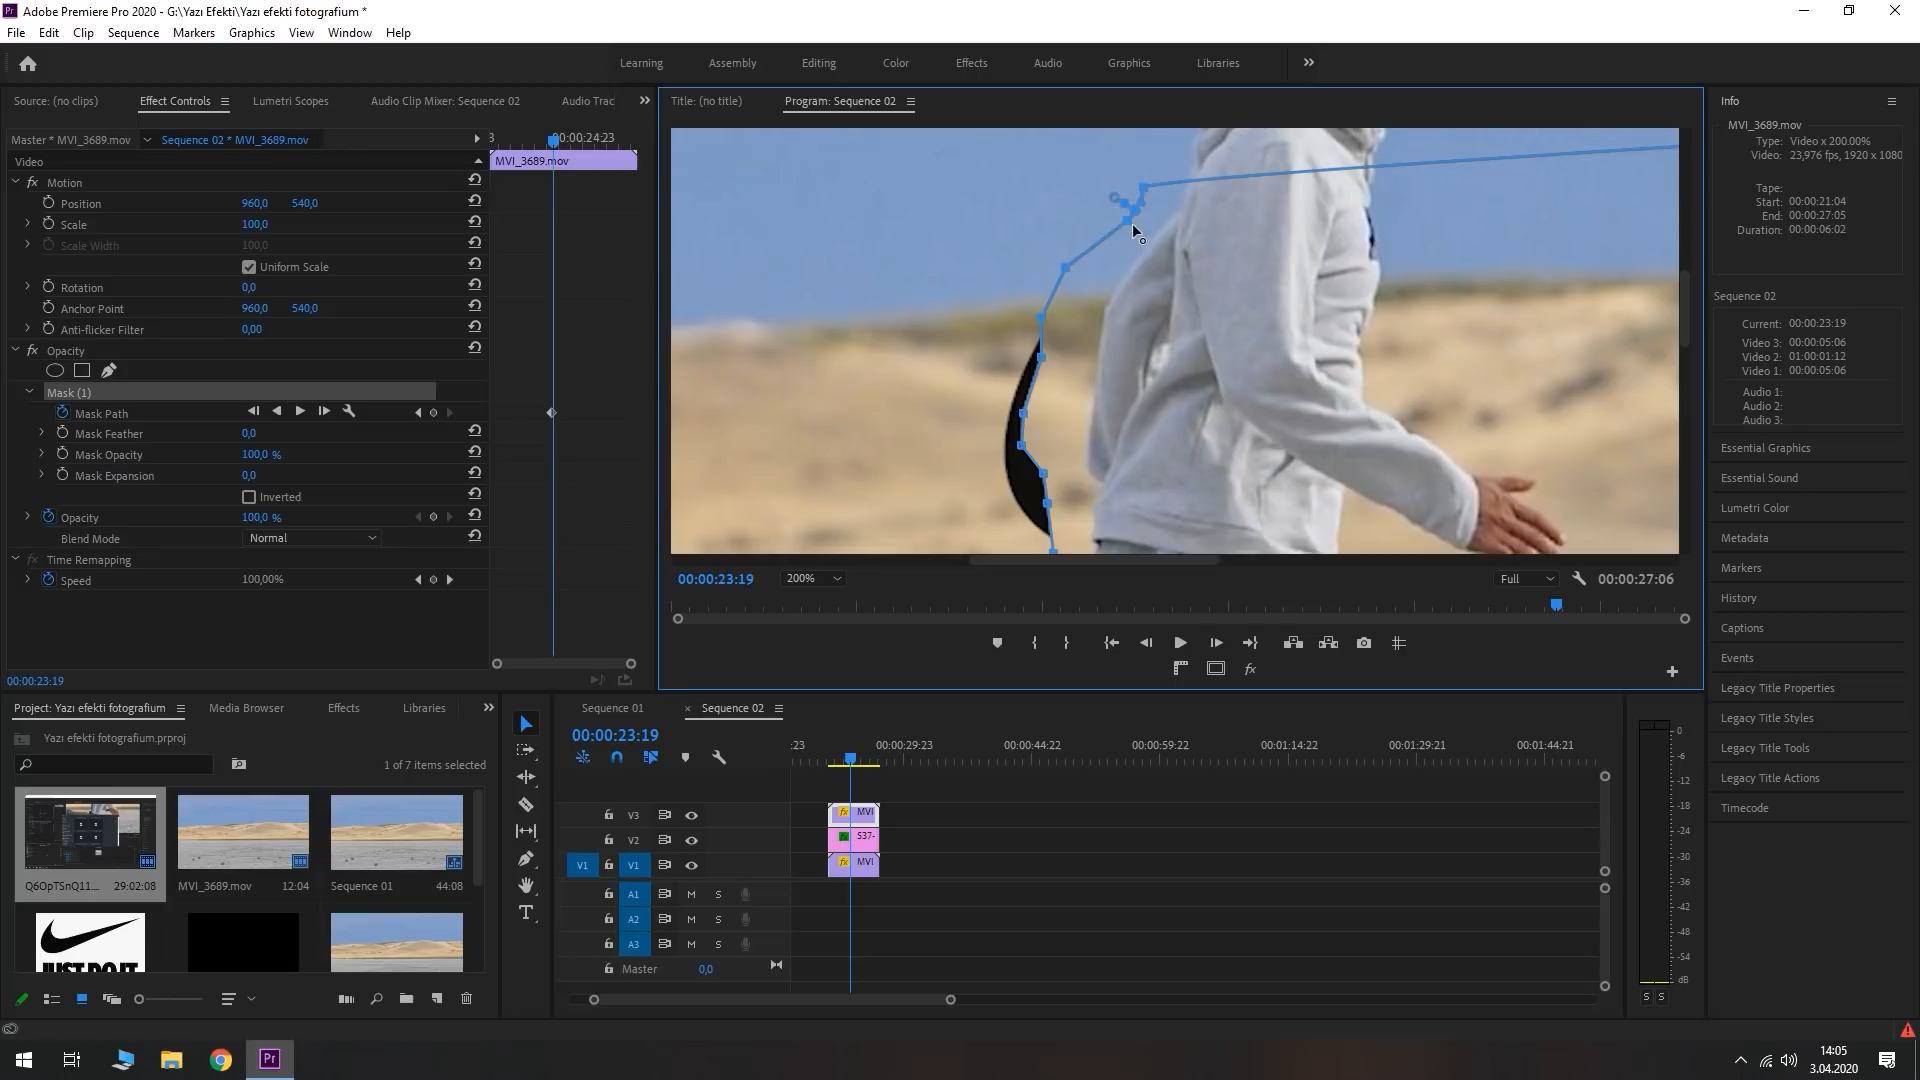 Adobe Premiere Pro 2020 - G:\Yazı Efekti\Yazı efekti fotografium *
File Edit Clip Sequence Markers Graphics View Window Help
Learning Assembly Editing Color Effects Audio Graphics Libraries
Source: (no clips) Effect Controls Lumetri Scopes Audio Clip Mixer: Sequence 02 Audio Trac
Title: (no title) Program: Sequence 02
Info
Master * MVI_3689.mov Sequence 02 * MVI_3689.mov
00:00:24:23
Video
MVI_3689.mov
fx Motion
Position 960,0 540,0
Scale 100,0
Scale Width 100,0
Uniform Scale
Rotation 0,0
Anchor Point 960,0 540,0
Anti-flicker Filter 0,00
fx Opacity
Mask (1)
Mask Path
Mask Feather 0,0
Mask Opacity 100,0 %
Mask Expansion 0,0
Inverted
Opacity 100,0 %
Blend Mode Normal
fx Time Remapping
Speed 100,00%
00:00:23:19
00:00:23:19 200% Full 00:00:27:06
fx
MVI_3689.mov
Type: Video x 200.00%
Video: 23,976 fps, 1920 x 1080
Tape:
Start: 00:00:21:04
End: 00:00:27:05
Duration: 00:00:06:02
Sequence 02
Current: 00:00:23:19
Video 3: 00:00:05:06
Video 2: 01:00:01:12
Video 1: 00:00:05:06
Audio 1:
Audio 2:
Audio 3:
Essential Graphics
Essential Sound
Lumetri Color
Metadata
Markers
History
Captions
Events
Legacy Title Properties
Legacy Title Styles
Legacy Title Tools
Legacy Title Actions
Timecode
Project: Yazı efekti fotografium Media Browser Effects Libraries
Yazı efekti fotografium.prproj
1 of 7 items selected
Q6OpTSnQ11... 29:02:08
MVI_3689.mov 12:04
Sequence 01 44:08
JUST DO IT
Sequence 01 × Sequence 02
00:00:23:19
:23 00:00:29:23 00:00:44:22 00:00:59:22 00:01:14:22 00:01:29:21 00:01:44:21
V3 fx MVI
V2 fx S37-
V1 V1 fx MVI
A1 M S
A2 M S
A3 M S
Master 0,0
0
-6
-12
-18
-24
-30
-36
-42
-48
-54
dB
S S
14:05
3.04.2020